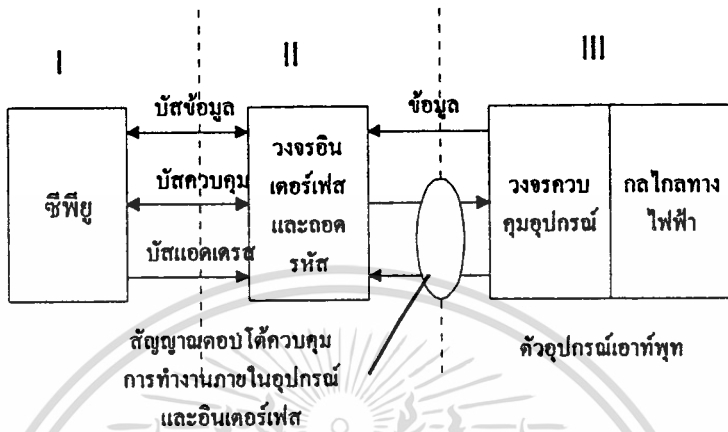 I
II
III
บัสข้อมูล
ข้อมูล
ซีพียู
บัสควบคุม
บัสแอดเดรส
วงจรอิน
เตอร์เฟส
และถอด
รหัส
วงจรควบ
คุมอุปกรณ์
กลไกลทาง
ไฟฟ้า
สัญญาณตอบโต้ควบคุม
การทำงานภายในอุปกรณ์
และอินเตอร์เฟส
ตัวอุปกรณ์เอาท์พุท